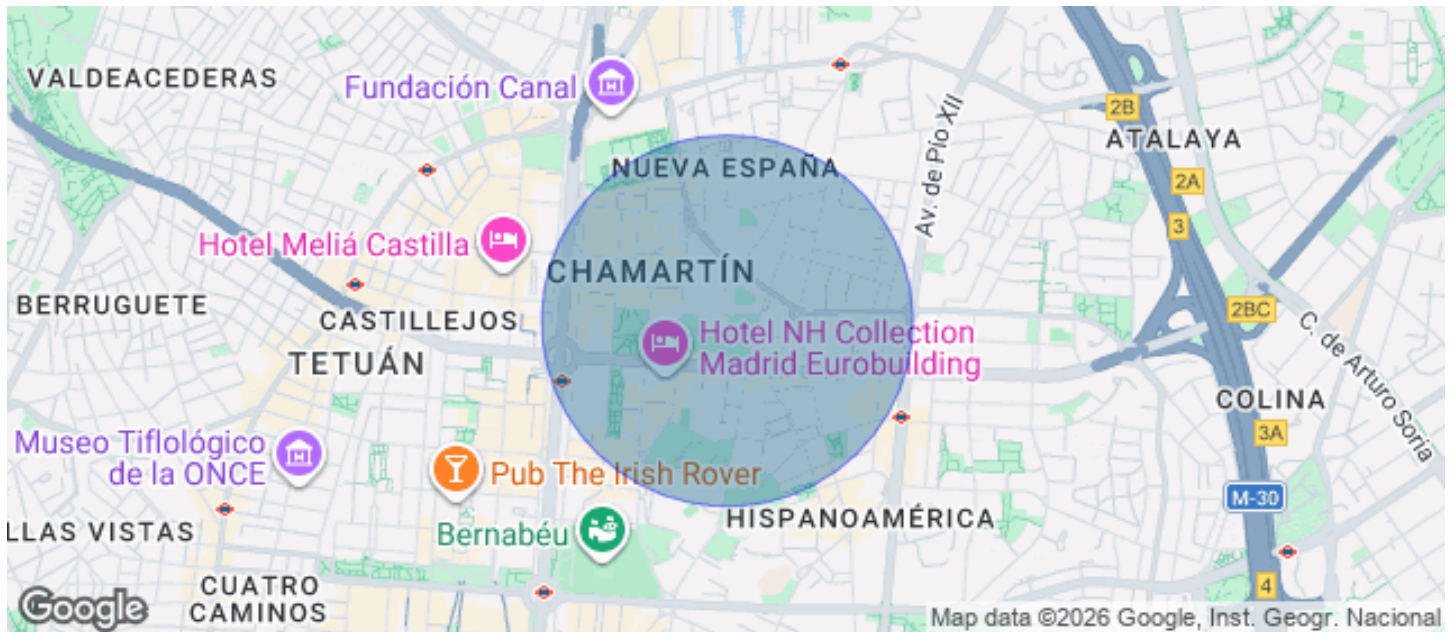 VALDEACEDERAS
Fundación Canal
2B
ATALAYA
NUEVA ESPAÑA
Av. de Pío XII
2A
3
Hotel Meliá Castilla
CHAMARTÍN
BERRUGUETE
CASTILLEJOS
2BC
C. de Arturo Soria
TETUÁN
Hotel NH Collection
Madrid Eurobuilding
COLINA
3A
Museo Tiflológico
de la ONCE
Pub The Irish Rover
M-30
HISPANOAMÉRICA
LLAS VISTAS
Bernabéu
CUATRO
CAMINOS
4
Google
Map data ©2026 Google, Inst. Geogr. Nacional